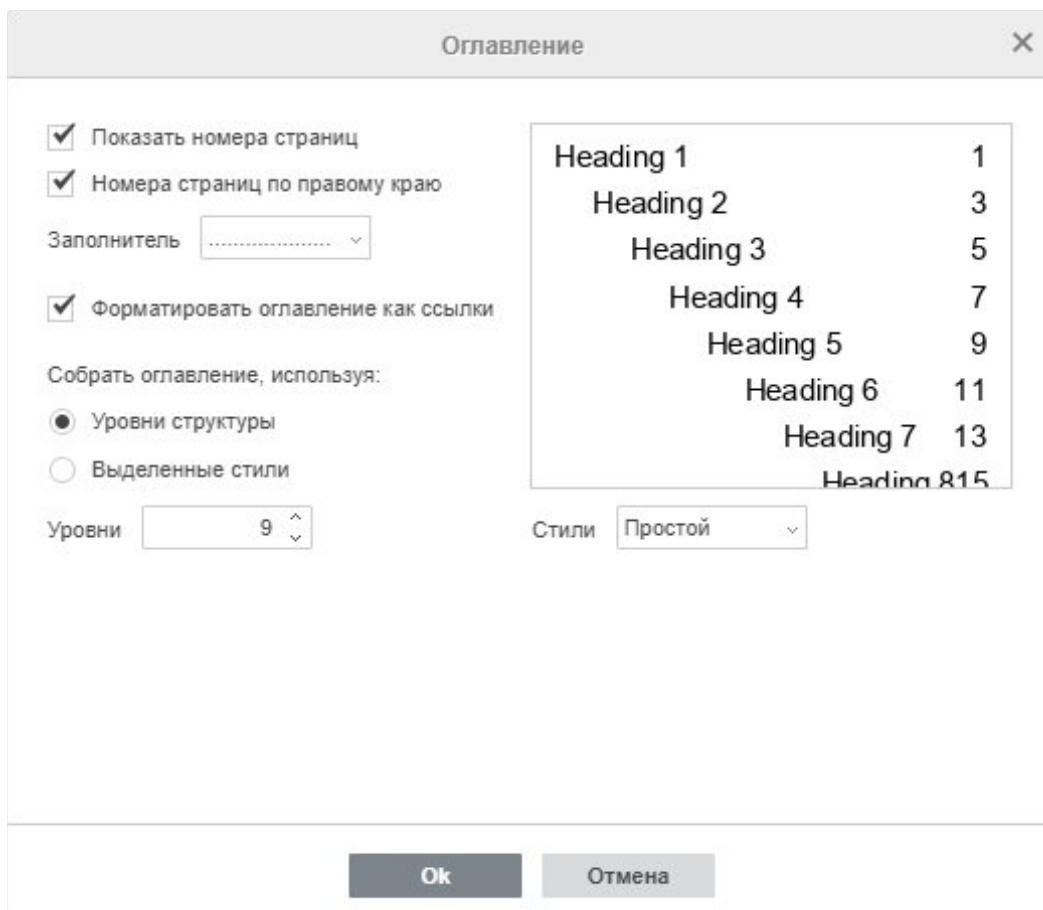 Оглавление
Показать номера страниц
Номера страниц по правому краю
Заполнитель
Форматировать оглавление как ссылки
Собрать оглавление, используя:
Уровни структуры
Выделенные стили
Уровни 9
Heading 1 1
Heading 2 3
Heading 3 5
Heading 4 7
Heading 5 9
Heading 6 11
Heading 7 13
Heading 815
Стили Простой
Ok Отмена